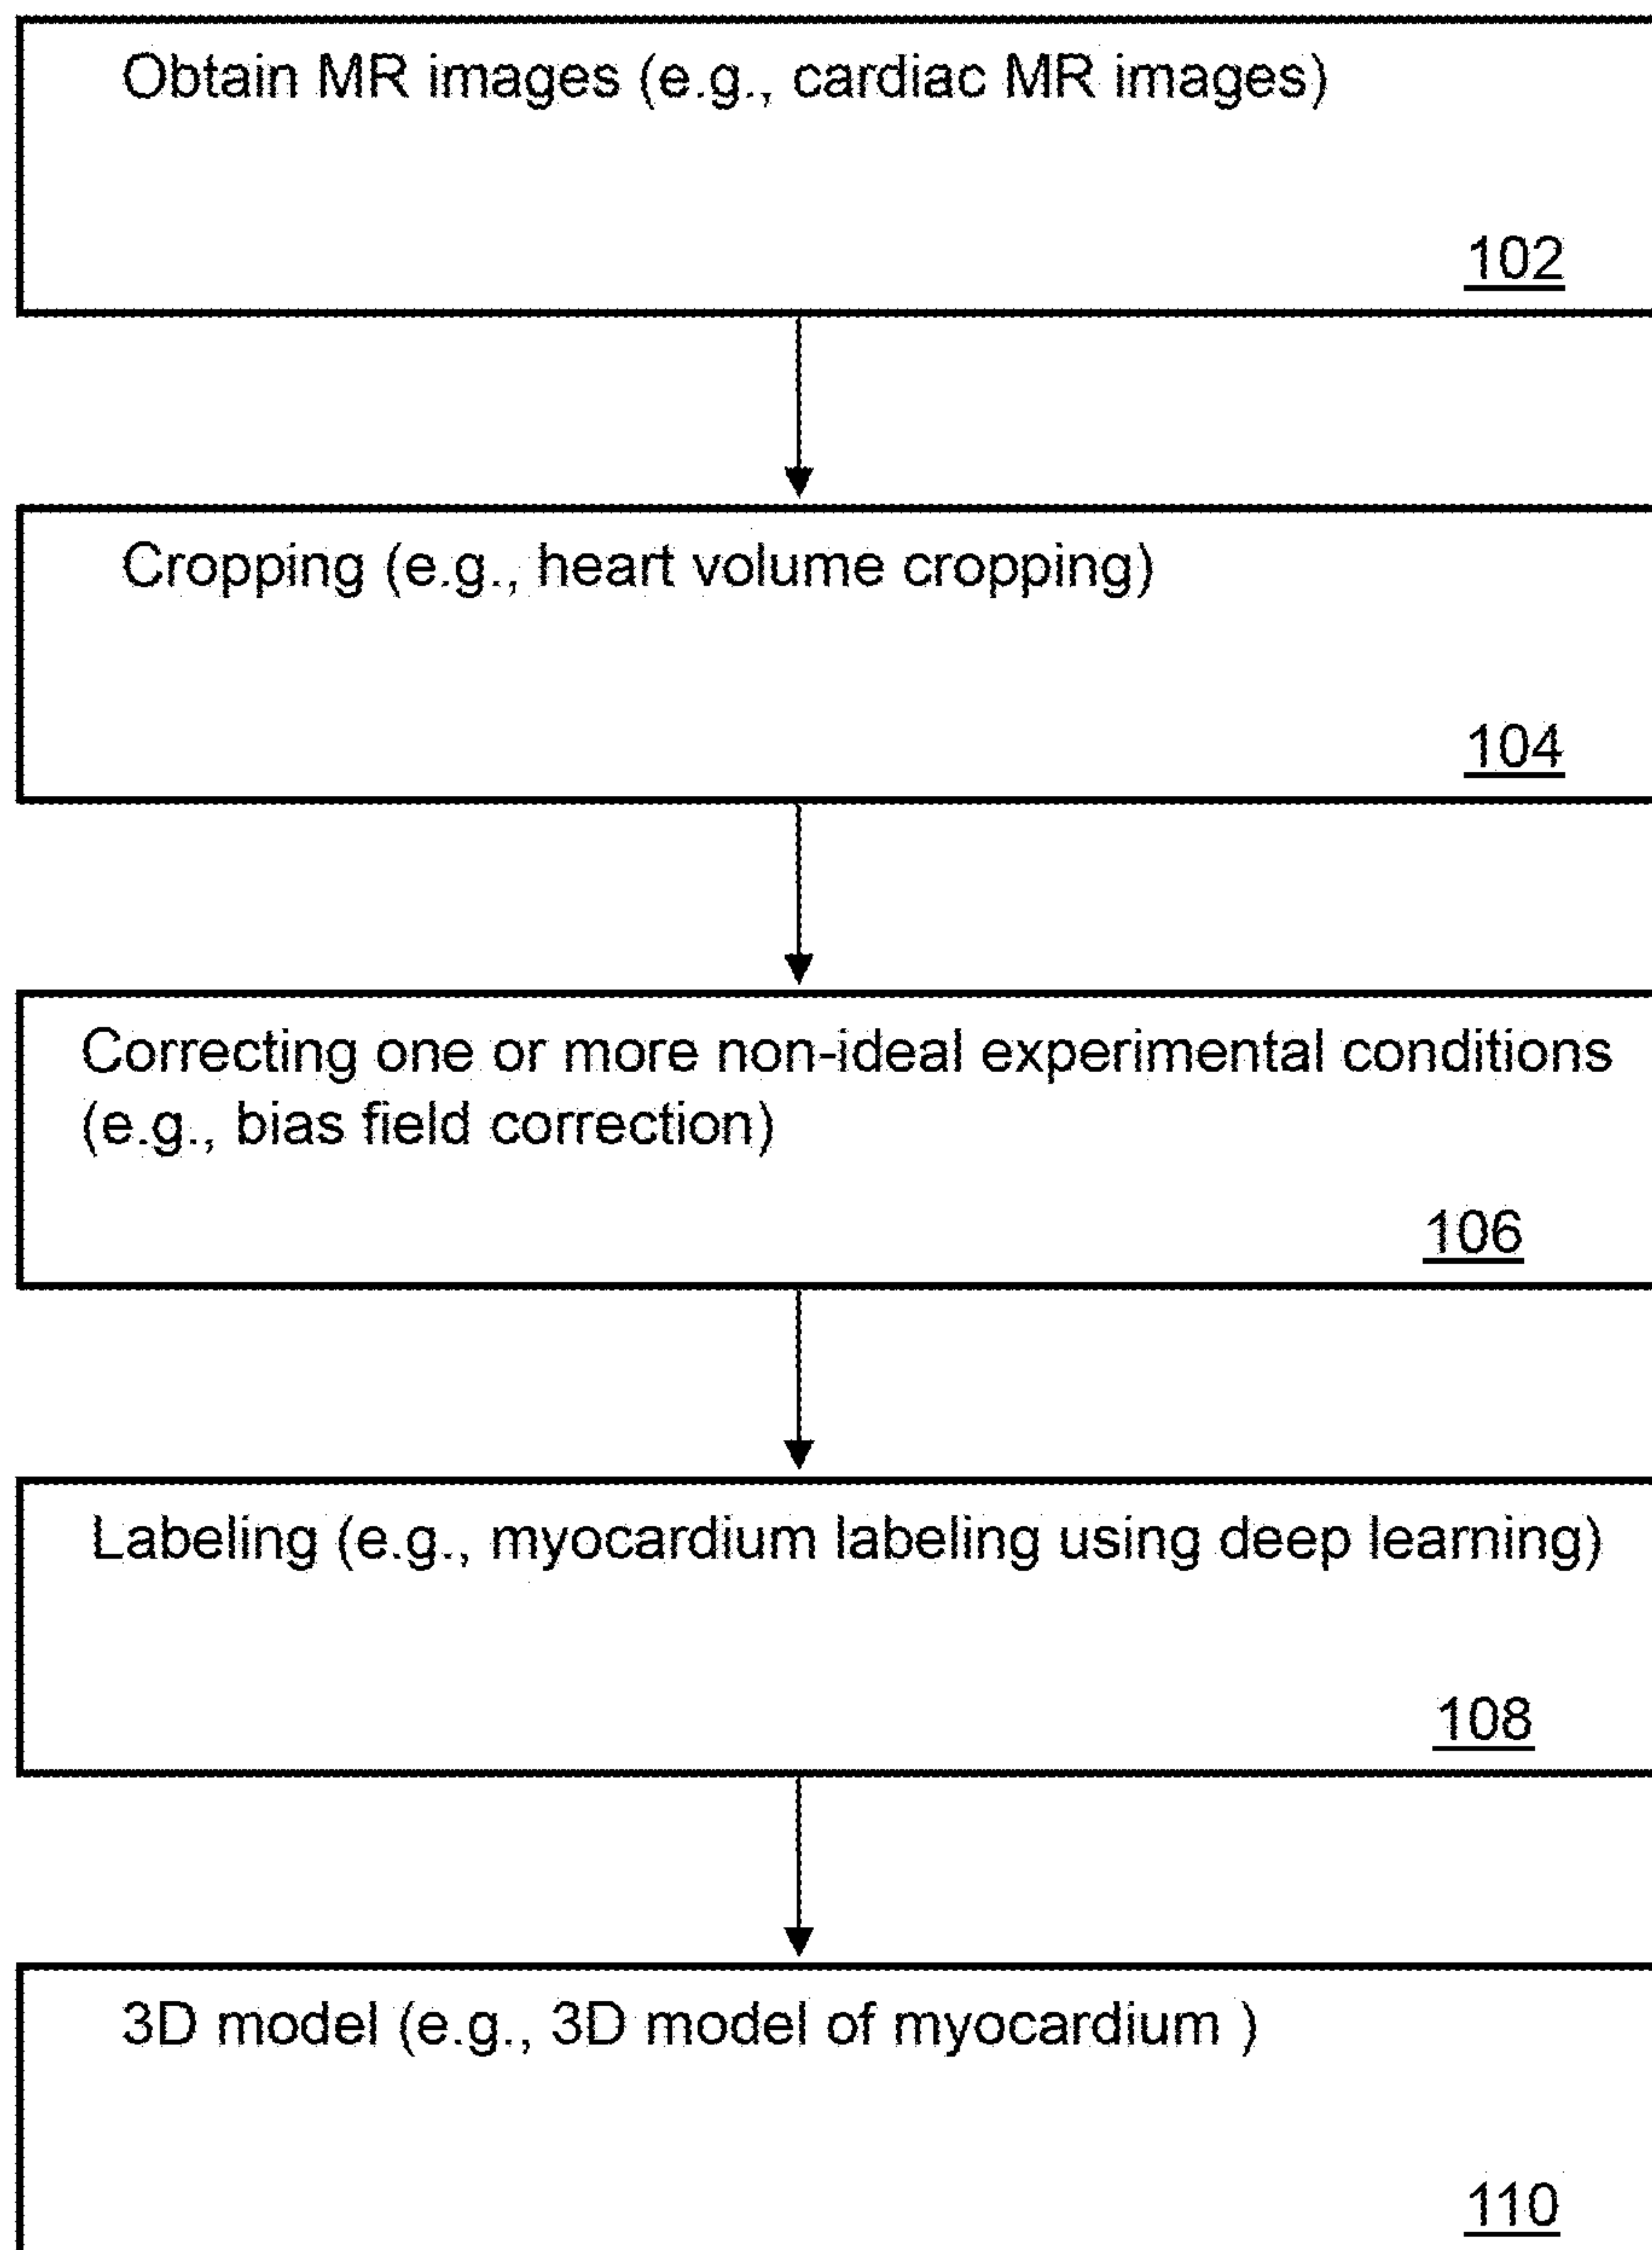 Obtain MR images (e.g., cardiac MR images)
102
Cropping (e.g., heart volume cropping)
104
Correcting one or more non-ideal experimental conditions
(e.g., bias field correction)
106
Labeling (e.g., myocardium labeling using deep learning)
108
3D model (e.g., 3D model of myocardium )
110